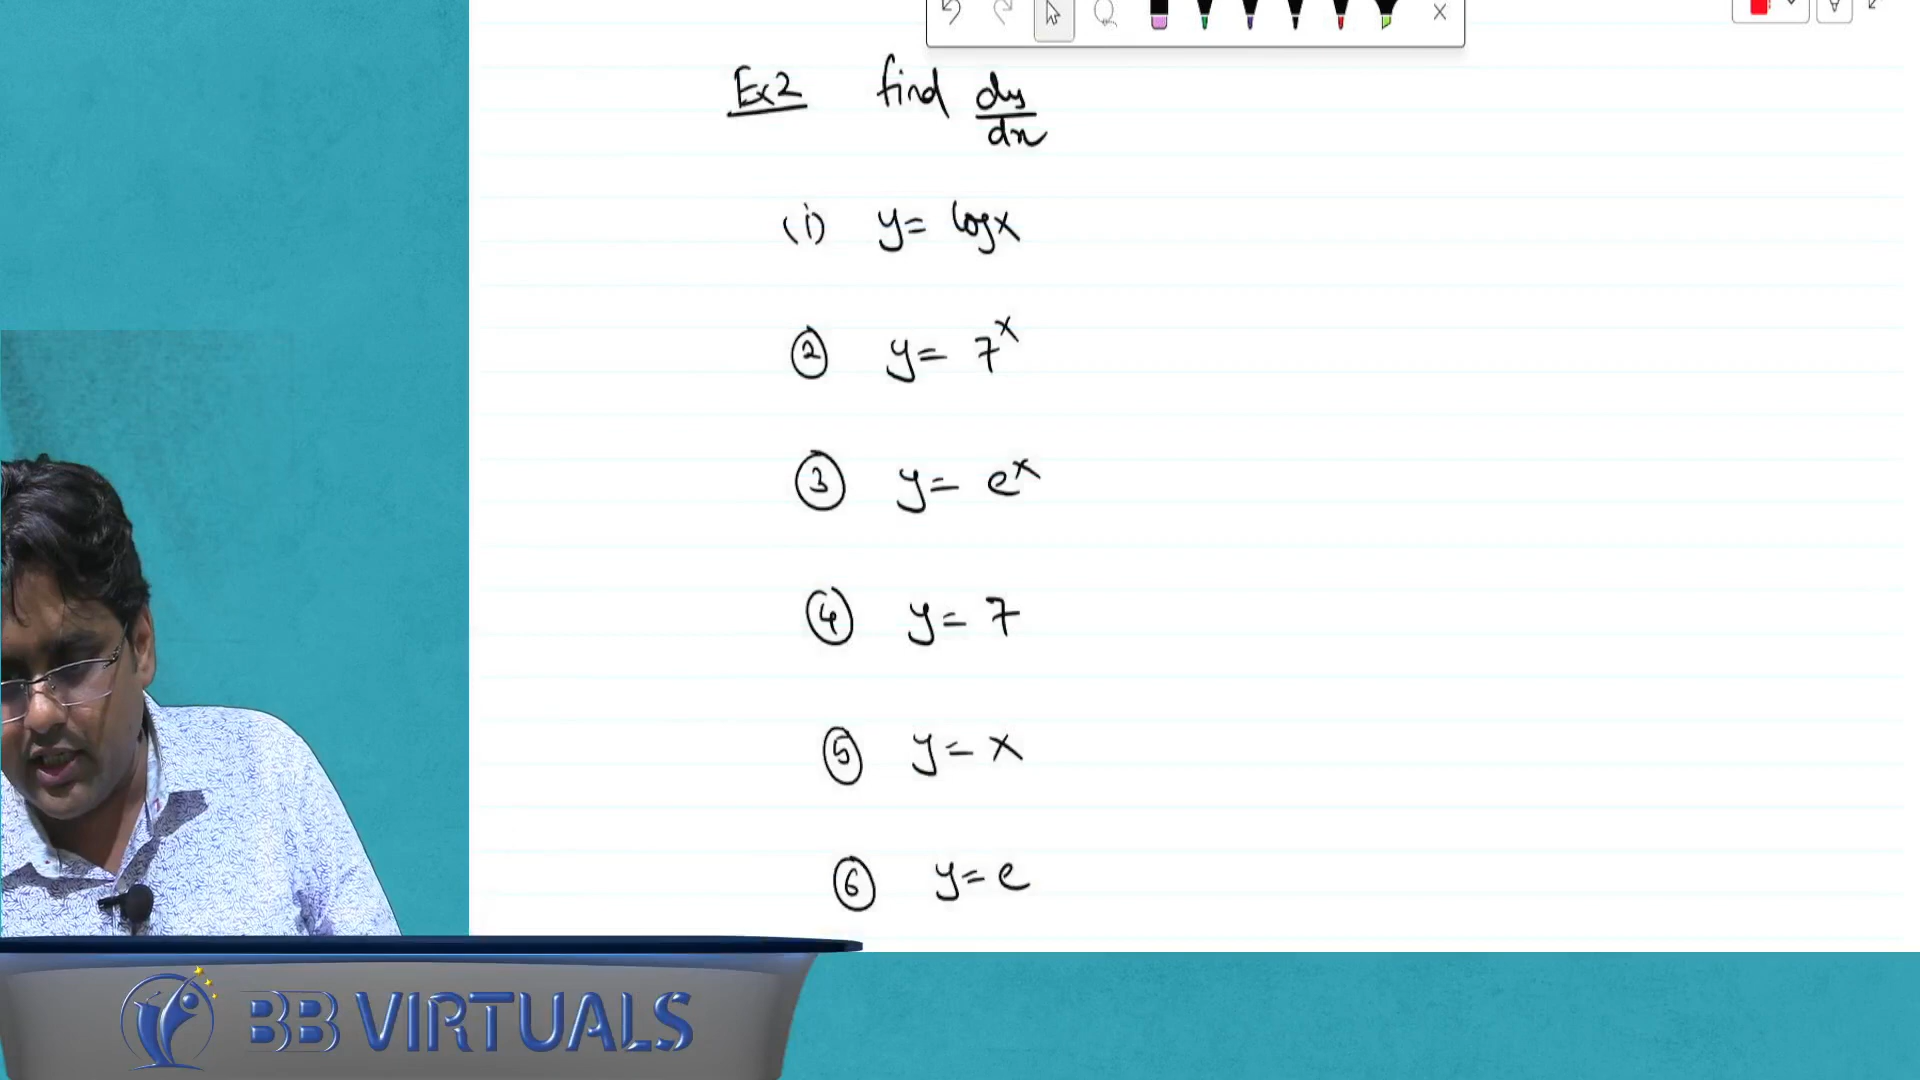 Ex2 find dy/dx
(i) y = logx
② y = 7^x
③ y = e^x
④ y = 7
⑤ y = x
⑥ y = e
BB VIRTUALS